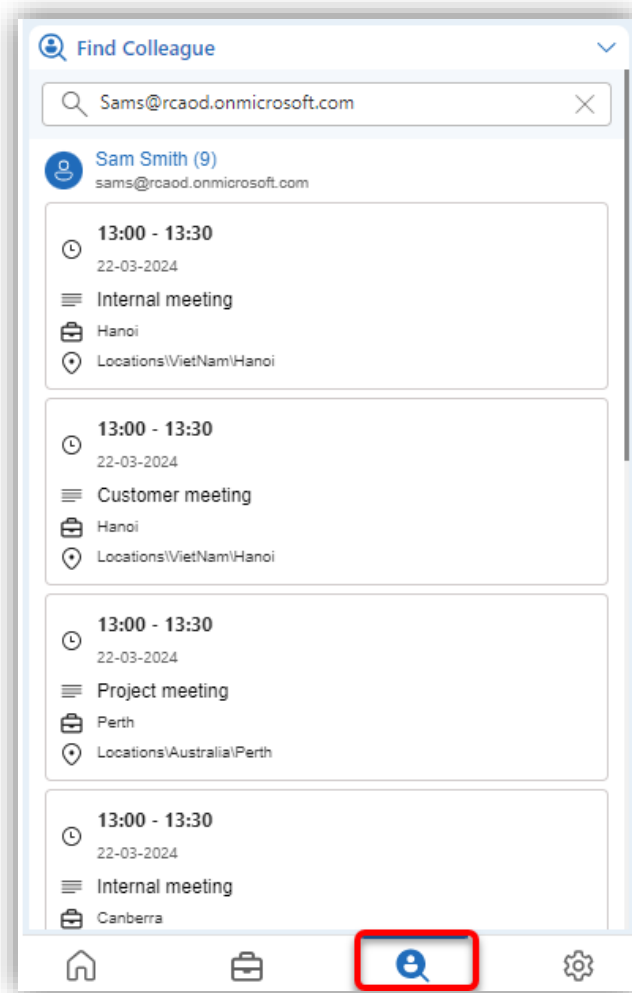 Find Colleague
Sams@rcaod.onmicrosoft.com
Sam Smith (9)
sams@rcaod.onmicrosoft.com
13:00 - 13:30
22-03-2024
Internal meeting
Hanoi
Locations\VietNam\Hanoi
13:00 - 13:30
22-03-2024
Customer meeting
Hanoi
Locations\VietNam\Hanoi
13:00 - 13:30
22-03-2024
Project meeting
Perth
Locations\Australia\Perth
13:00 - 13:30
22-03-2024
Internal meeting
Canberra